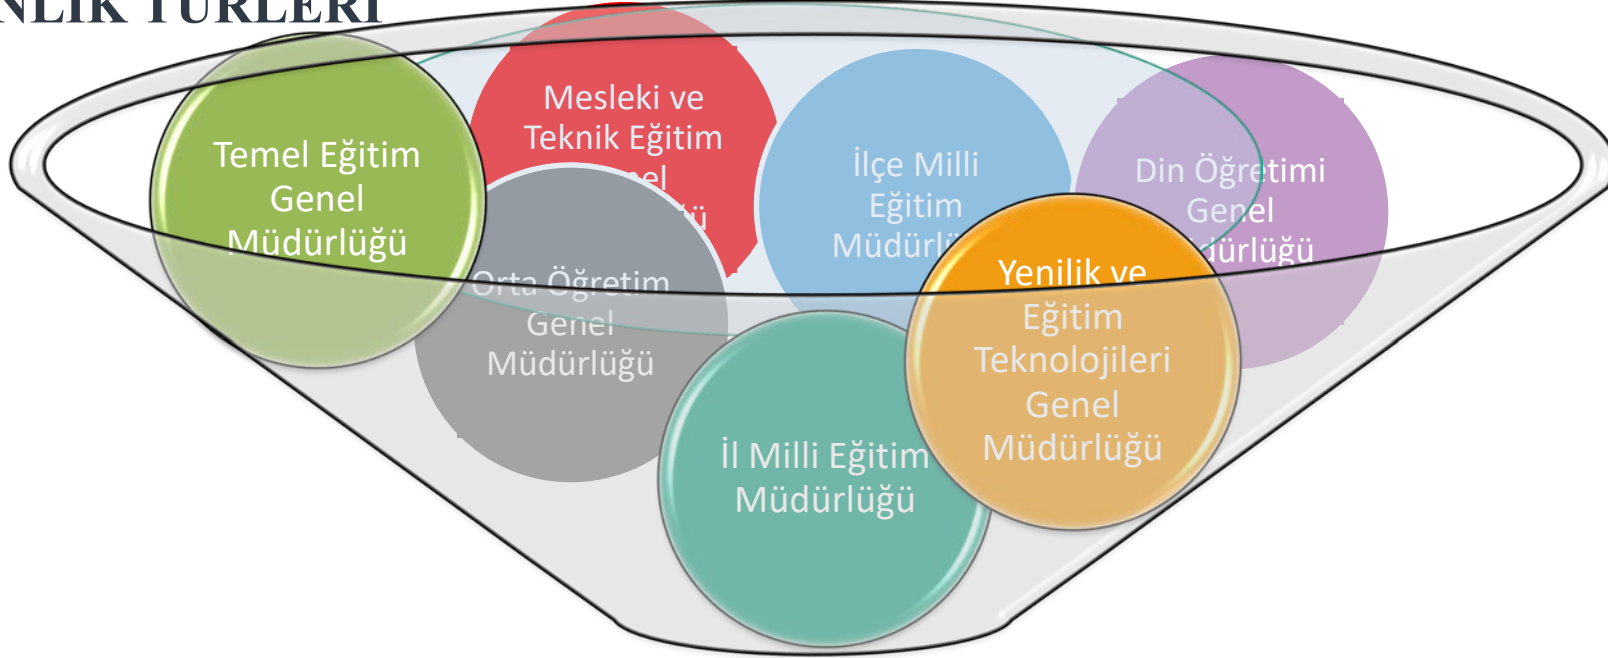 TÜRLERİ
Temel Eğitim
Genel
Müdürlüğü
Mesleki ve
Teknik Eğitim
Orta Öğretim
Genel
Müdürlüğü
İlçe Milli
Eğitim
Din Öğretimi
Genel
İl Milli Eğitim
Müdürlüğü
Yenilik ve
Eğitim
Teknolojileri
Genel
Müdürlüğü